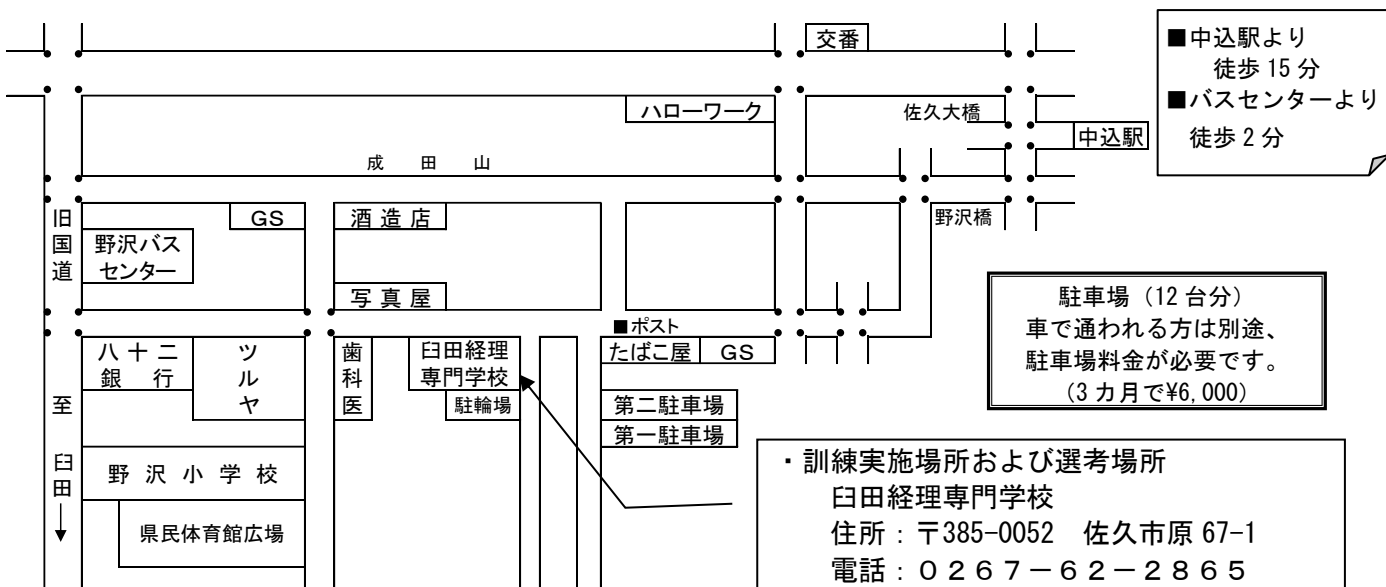 交番
■中込駅より
徒歩 15 分
■バスセンターより
徒歩 2 分
ハローワーク
佐久大橋
中込駅
成 田 山
旧国道
GS
酒 造 店
野沢橋
野沢バス
センター
写 真 屋
駐車場（12 台分）
車で通われる方は別途、
駐車場料金が必要です。
（3 カ月で¥6,000）
■ポスト
八 十 二
銀 行
ツルヤ
歯科医
臼田経理
専門学校
駐輪場
たばこ屋
GS
至 臼田
第二駐車場
第一駐車場
野 沢 小 学 校
県民体育館広場
・訓練実施場所および選考場所
臼田経理専門学校
住所：〒385-0052 佐久市原 67-1
電話：０２６７－６２－２８６５